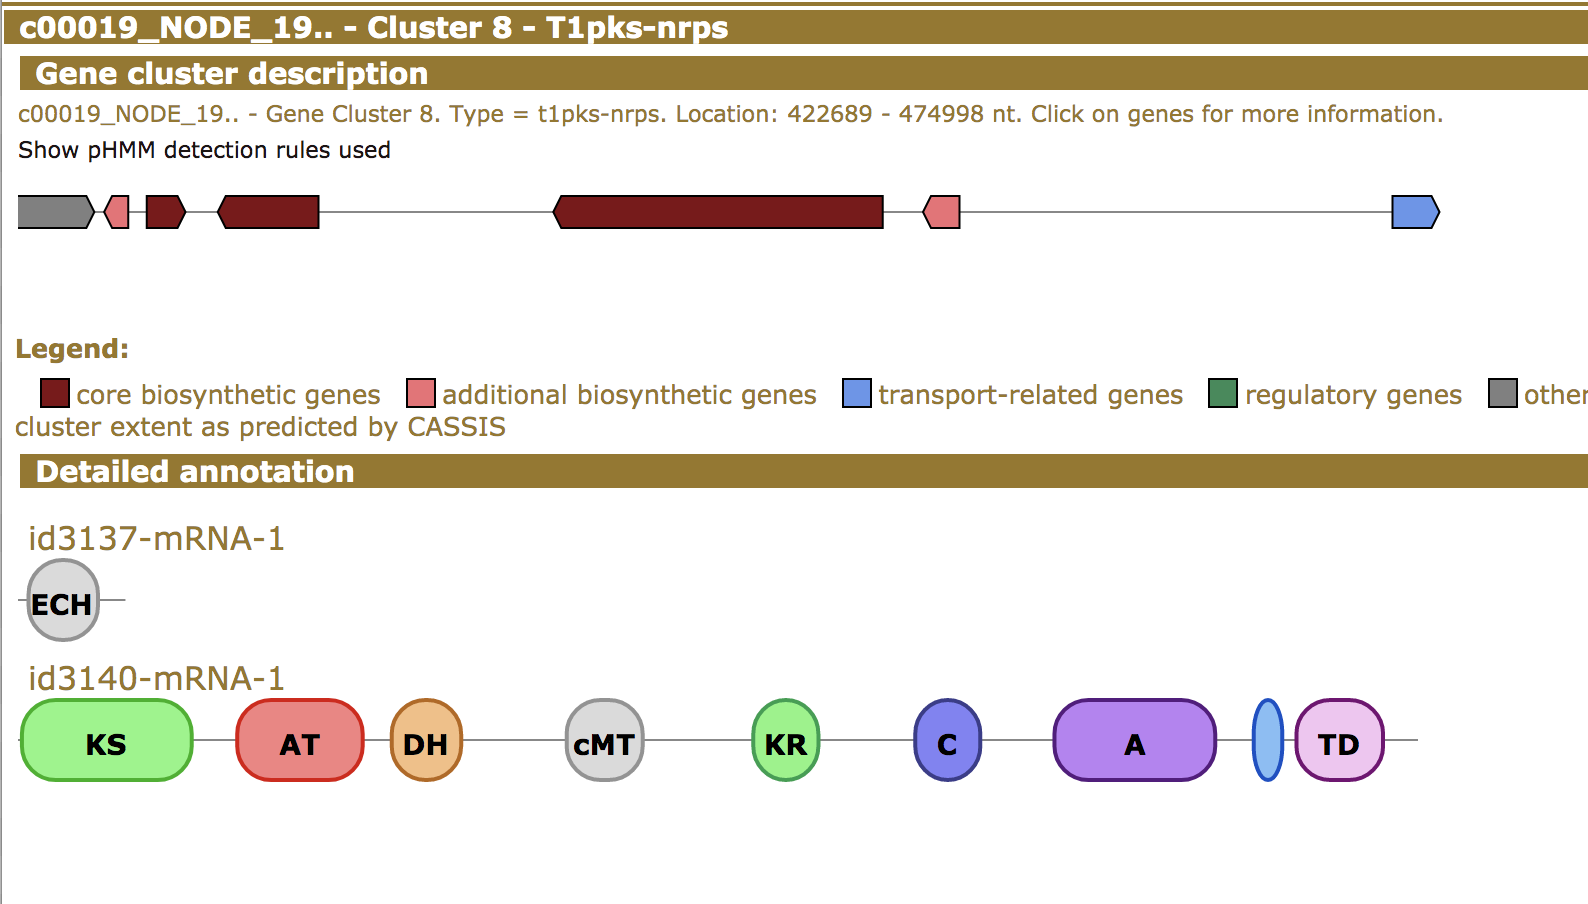 c00019_NODE_19.. - Cluster 8 - T1pks-nrps
Gene cluster description
c00019_NODE_19.. - Gene Cluster 8. Type = t1pks-nrps. Location: 422689 - 474998 nt. Click on genes for more information.
Show pHMM detection rules used
Legend:
core biosynthetic genes additional biosynthetic genes transport-related genes regulatory genes other
cluster extent as predicted by CASSIS
Detailed annotation
id3137-mRNA-1
ECH
id3140-mRNA-1
KS AT DH cMT KR C A TD